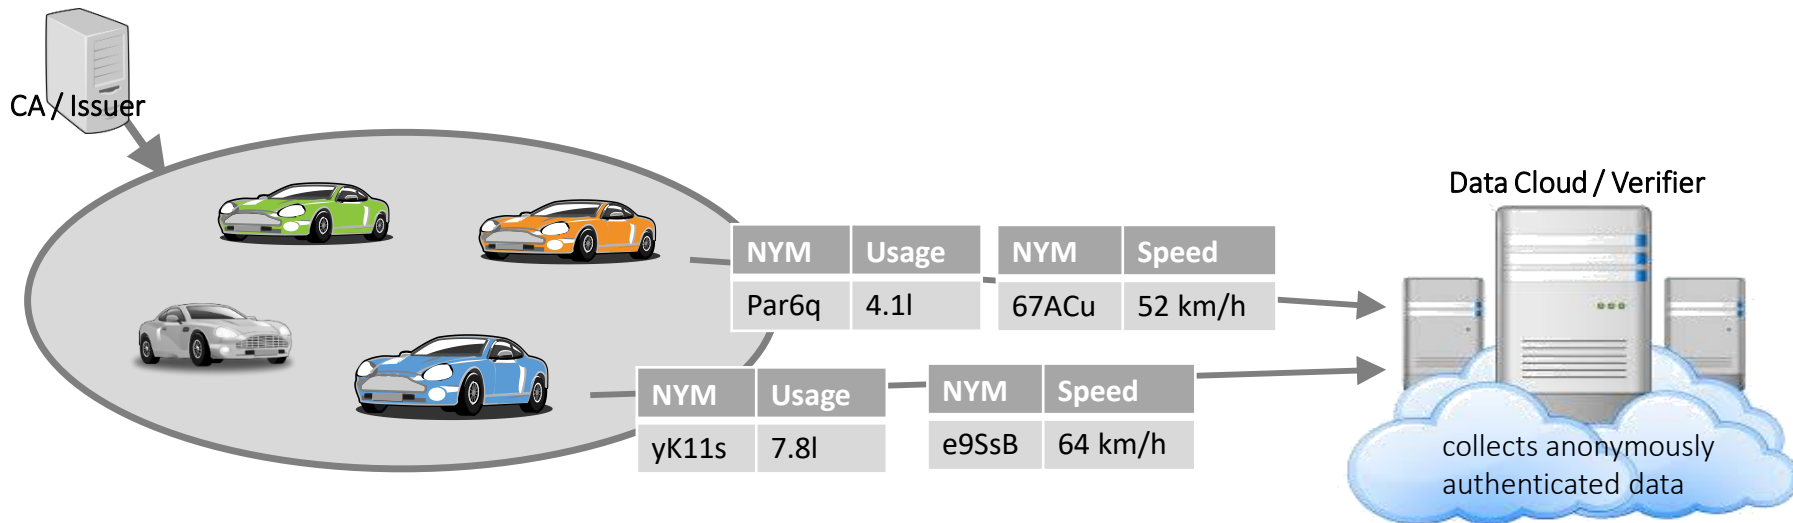 CA / Issuer
Data Cloud / Verifier
NYM Usage
Par6q 4.1l
NYM Speed
67ACu 52 km/h
NYM Usage
yK11s 7.8l
NYM Speed
e9SsB 64 km/h
collects anonymously
authenticated data